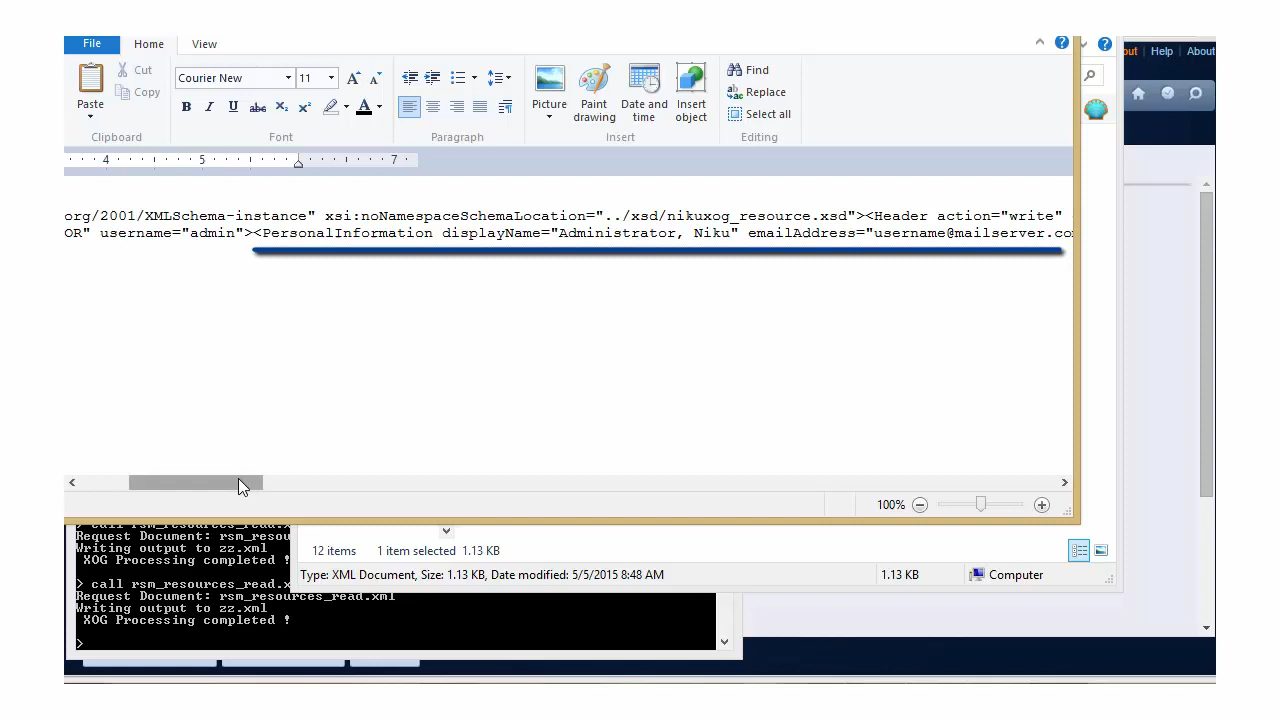 File Home View
out Help About
Cut
Copy
Paste
Courier New 11
Picture
Paint drawing
Date and time
Insert object
Find
Replace
Select all
Clipboard Font Paragraph Insert Editing
4 5 7
org/2001/XMLSchema-instance" xsi:noNamespaceSchemaLocation="../xsd/nikuxog_resource.xsd"><Header action="write"
OR" username="admin"><PersonalInformation displayName="Administrator, Niku" emailAddress="username@mailserver.co
100%
> call rsm_resources_read.x
Request Document: rsm_resou
Writing output to zz.xml
XOG Processing completed !
> call rsm_resources_read.x
Request Document: rsm_resources_read.xml
Writing output to zz.xml
XOG Processing completed !
>
12 items 1 item selected 1.13 KB
Type: XML Document, Size: 1.13 KB, Date modified: 5/5/2015 8:48 AM 1.13 KB Computer